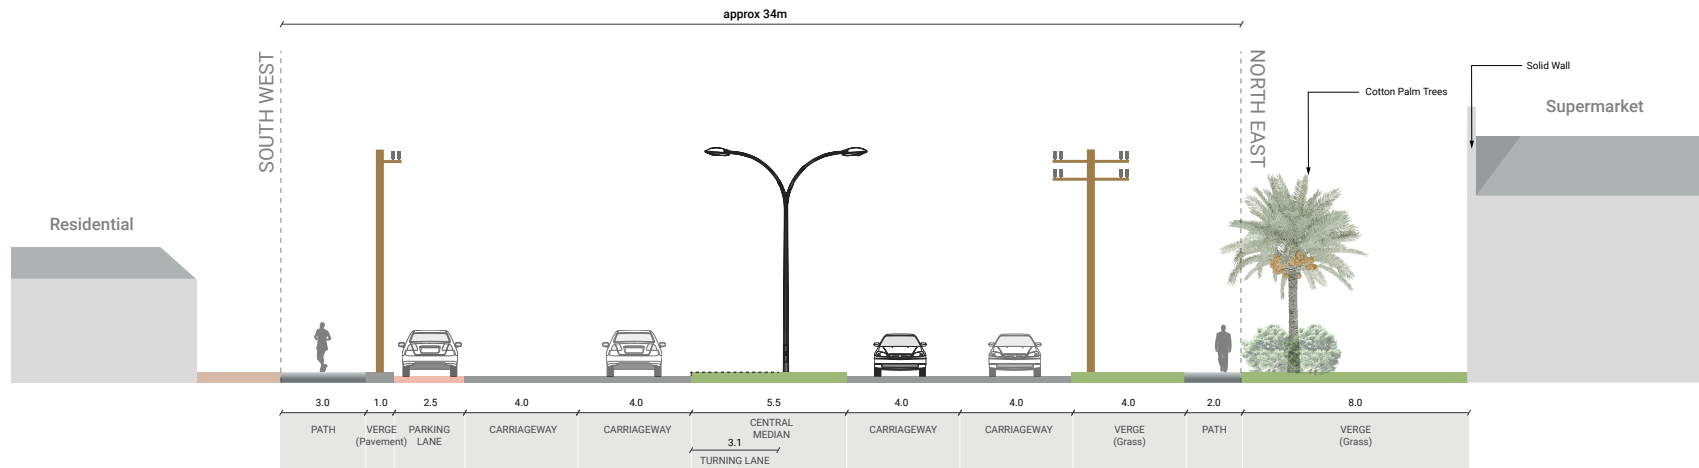 approx 34m
SOUTH WEST
NORTH EAST
Solid Wall
Cotton Palm Trees
Supermarket
Residential
3.0
1.0
2.5
4.0
4.0
5.5
4.0
4.0
4.0
2.0
8.0
PATH
VERGE
(Pavement)
PARKING
LANE
CARRIAGEWAY
CARRIAGEWAY
CENTRAL
MEDIAN
3.1
TURNING LANE
CARRIAGEWAY
CARRIAGEWAY
VERGE
(Grass)
PATH
VERGE
(Grass)